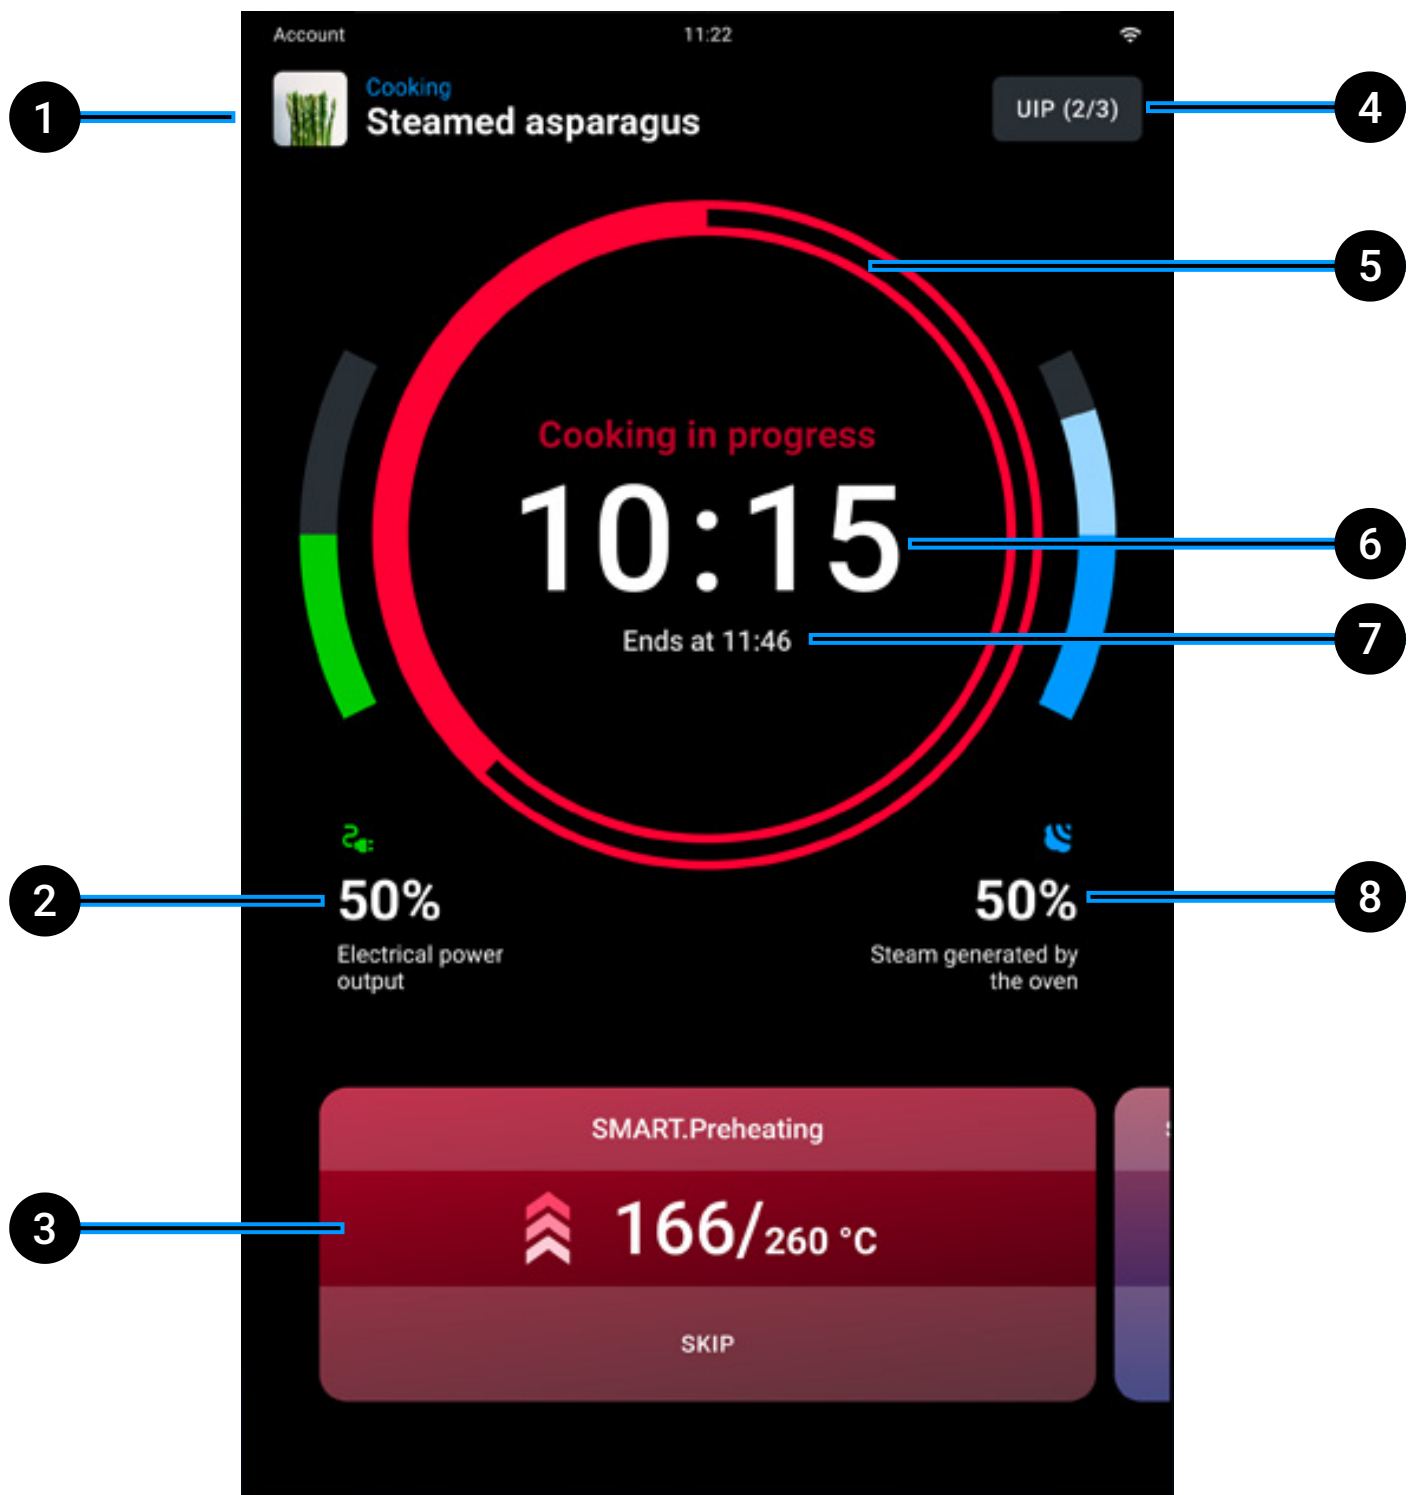 Account
11:22
1
Cooking
Steamed asparagus
UIP (2/3)
4
5
Cooking in progress
10:15
6
Ends at 11:46
7
2
50%
Electrical power
output
50%
8
Steam generated by
the oven
SMART.Preheating
3
166/260 °C
SKIP